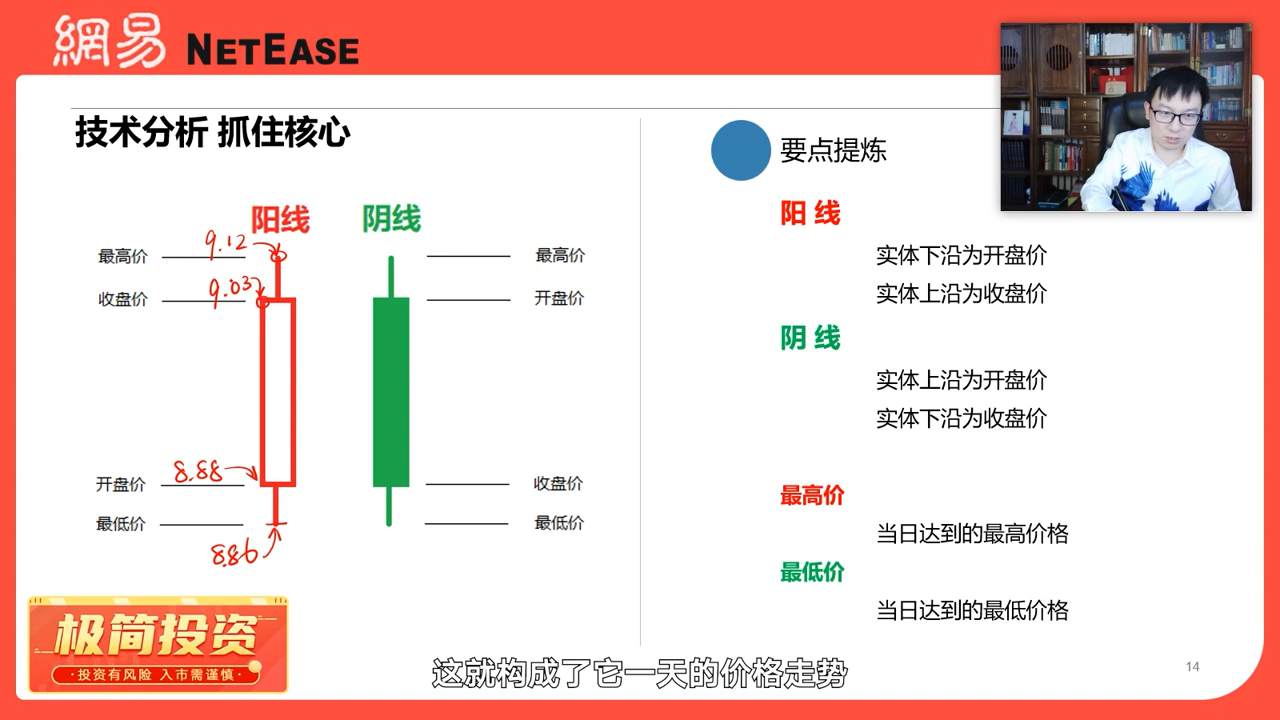 網易 NETEASE
技术分析 抓住核心
阳线
阴线
最高价
9.12
收盘价
9.03
开盘价
8.88
最低价
8.86
最高价
开盘价
收盘价
最低价
要点提炼
阳 线
实体下沿为开盘价
实体上沿为收盘价
阴 线
实体上沿为开盘价
实体下沿为收盘价
最高价
当日达到的最高价格
最低价
当日达到的最低价格
极简投资
·投资有风险 入市需谨慎·
这就构成了它一天的价格走势
14